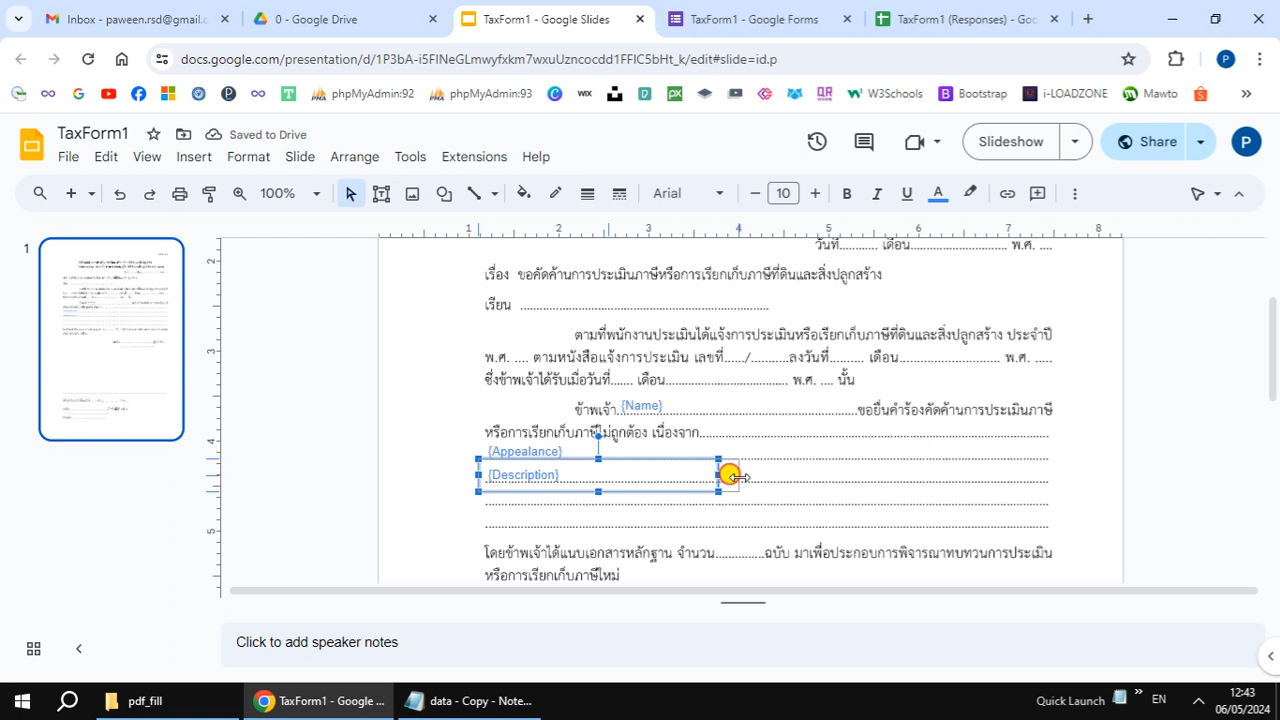 Inbox - paween.rsd@gmail.c
0 - Google Drive
TaxForm1 - Google Slides
TaxForm1 - Google Forms
TaxForm1 (Responses) - Goo
docs.google.com/presentation/d/1P3bA-i5FINeGLmwyfxkm7wxuUzncocdd1FFIC5bHt_k/edit#slide=id.p
phpMyAdmin:92
phpMyAdmin:93
WIX
W3Schools
Bootstrap
i-LOADZONE
Mawto
TaxForm1
Saved to Drive
Slideshow
Share
P
File Edit View Insert Format Slide Arrange Tools Extensions Help
100%
Arial
10
1 2 3 4 5 6 7 8
1
วันที่............ เดือน............................... พ.ศ. ....
เรื่อง ขอคัดค้านการประเมินภาษีหรือการเรียกเก็บภาษีที่ดินและสิ่งปลูกสร้าง
เรียน ..............................................................................
ตามที่พนักงานประเมินได้แจ้งการประเมินหรือเรียกเก็บภาษีที่ดินและสิ่งปลูกสร้าง ประจำปี
พ.ศ. .... ตามหนังสือแจ้งการประเมิน เลขที่....../...........ลงวันที่.......... เดือน................................ พ.ศ. .....
ซึ่งข้าพเจ้าได้รับเมื่อวันที่....... เดือน....................................... พ.ศ. .... นั้น
ข้าพเจ้า.{Name}..............................................................ขอยื่นคำร้องคัดค้านการประเมินภาษี
หรือการเรียกเก็บภาษีไม่ถูกต้อง เนื่องจาก..............................................................................................................
{Appealance}
{Description}
โดยข้าพเจ้าได้แนบเอกสารหลักฐาน จำนวน...............ฉบับ มาเพื่อประกอบการพิจารณาทบทวนการประเมิน
หรือการเรียกเก็บภาษีใหม่
Click to add speaker notes
pdf_fill
TaxForm1 - Google ...
data - Copy - Note...
Quick Launch
EN
12:43
06/05/2024